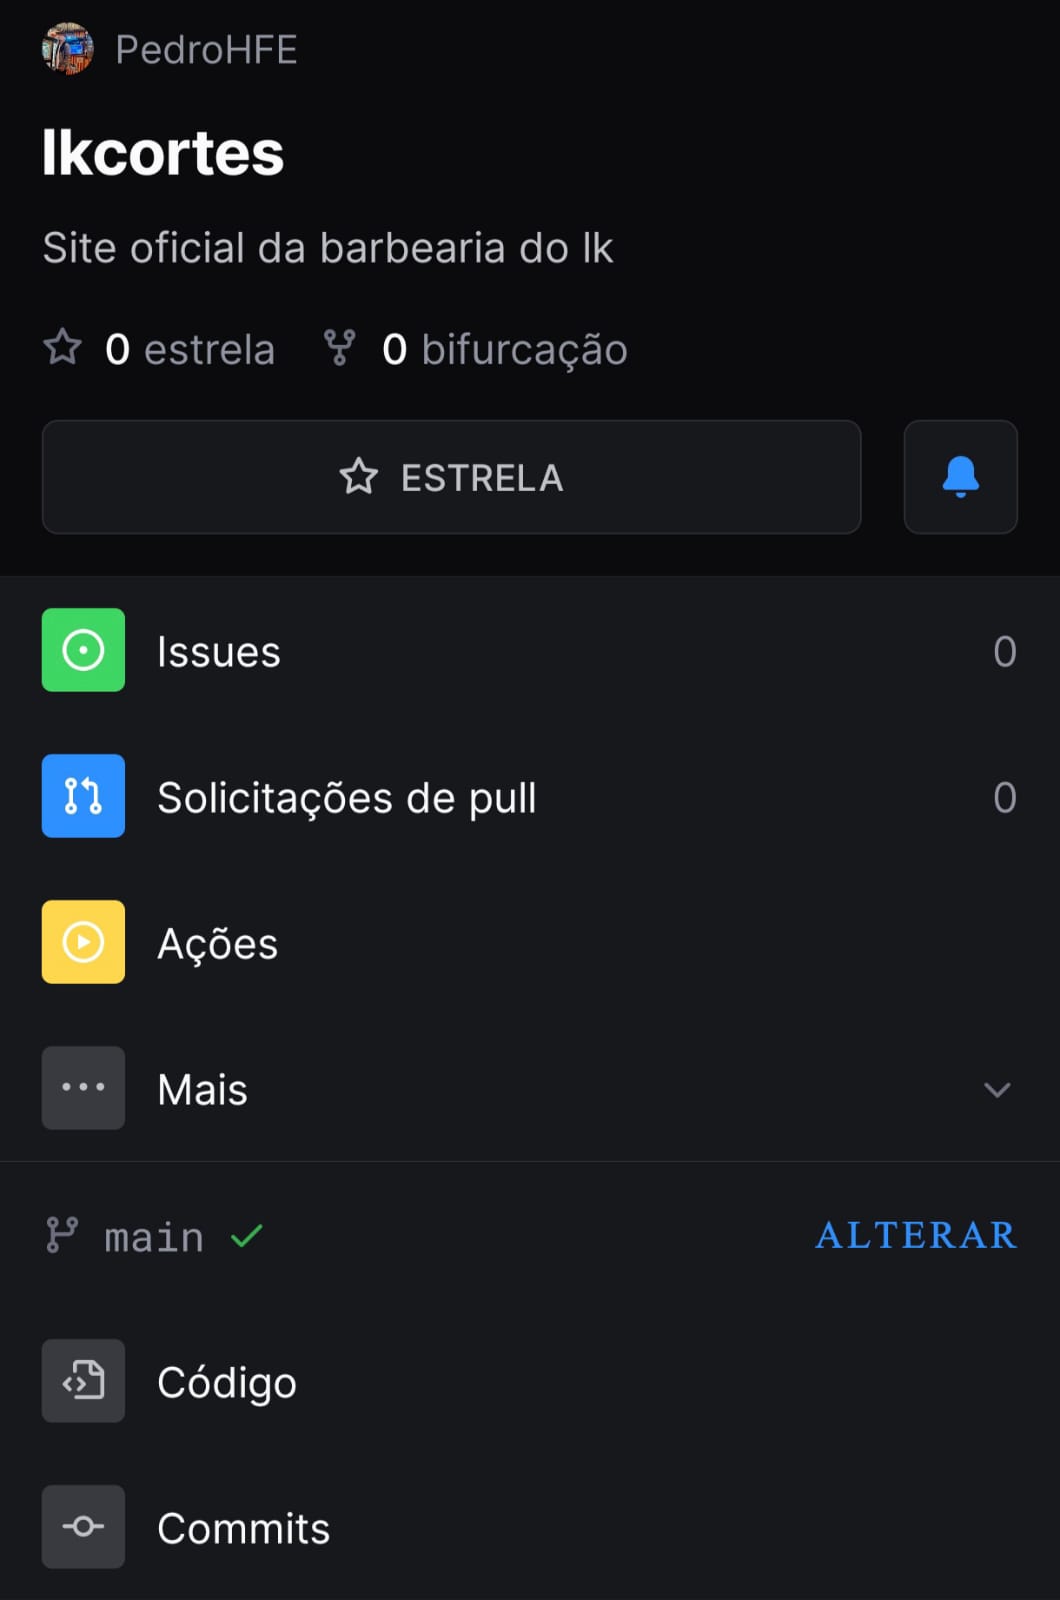 PedroHFE
lkcortes
Site oficial da barbearia do lk
0 estrela 0 bifurcação
ESTRELA
Issues 0
Solicitações de pull 0
Ações
Mais
main ALTERAR
Código
Commits